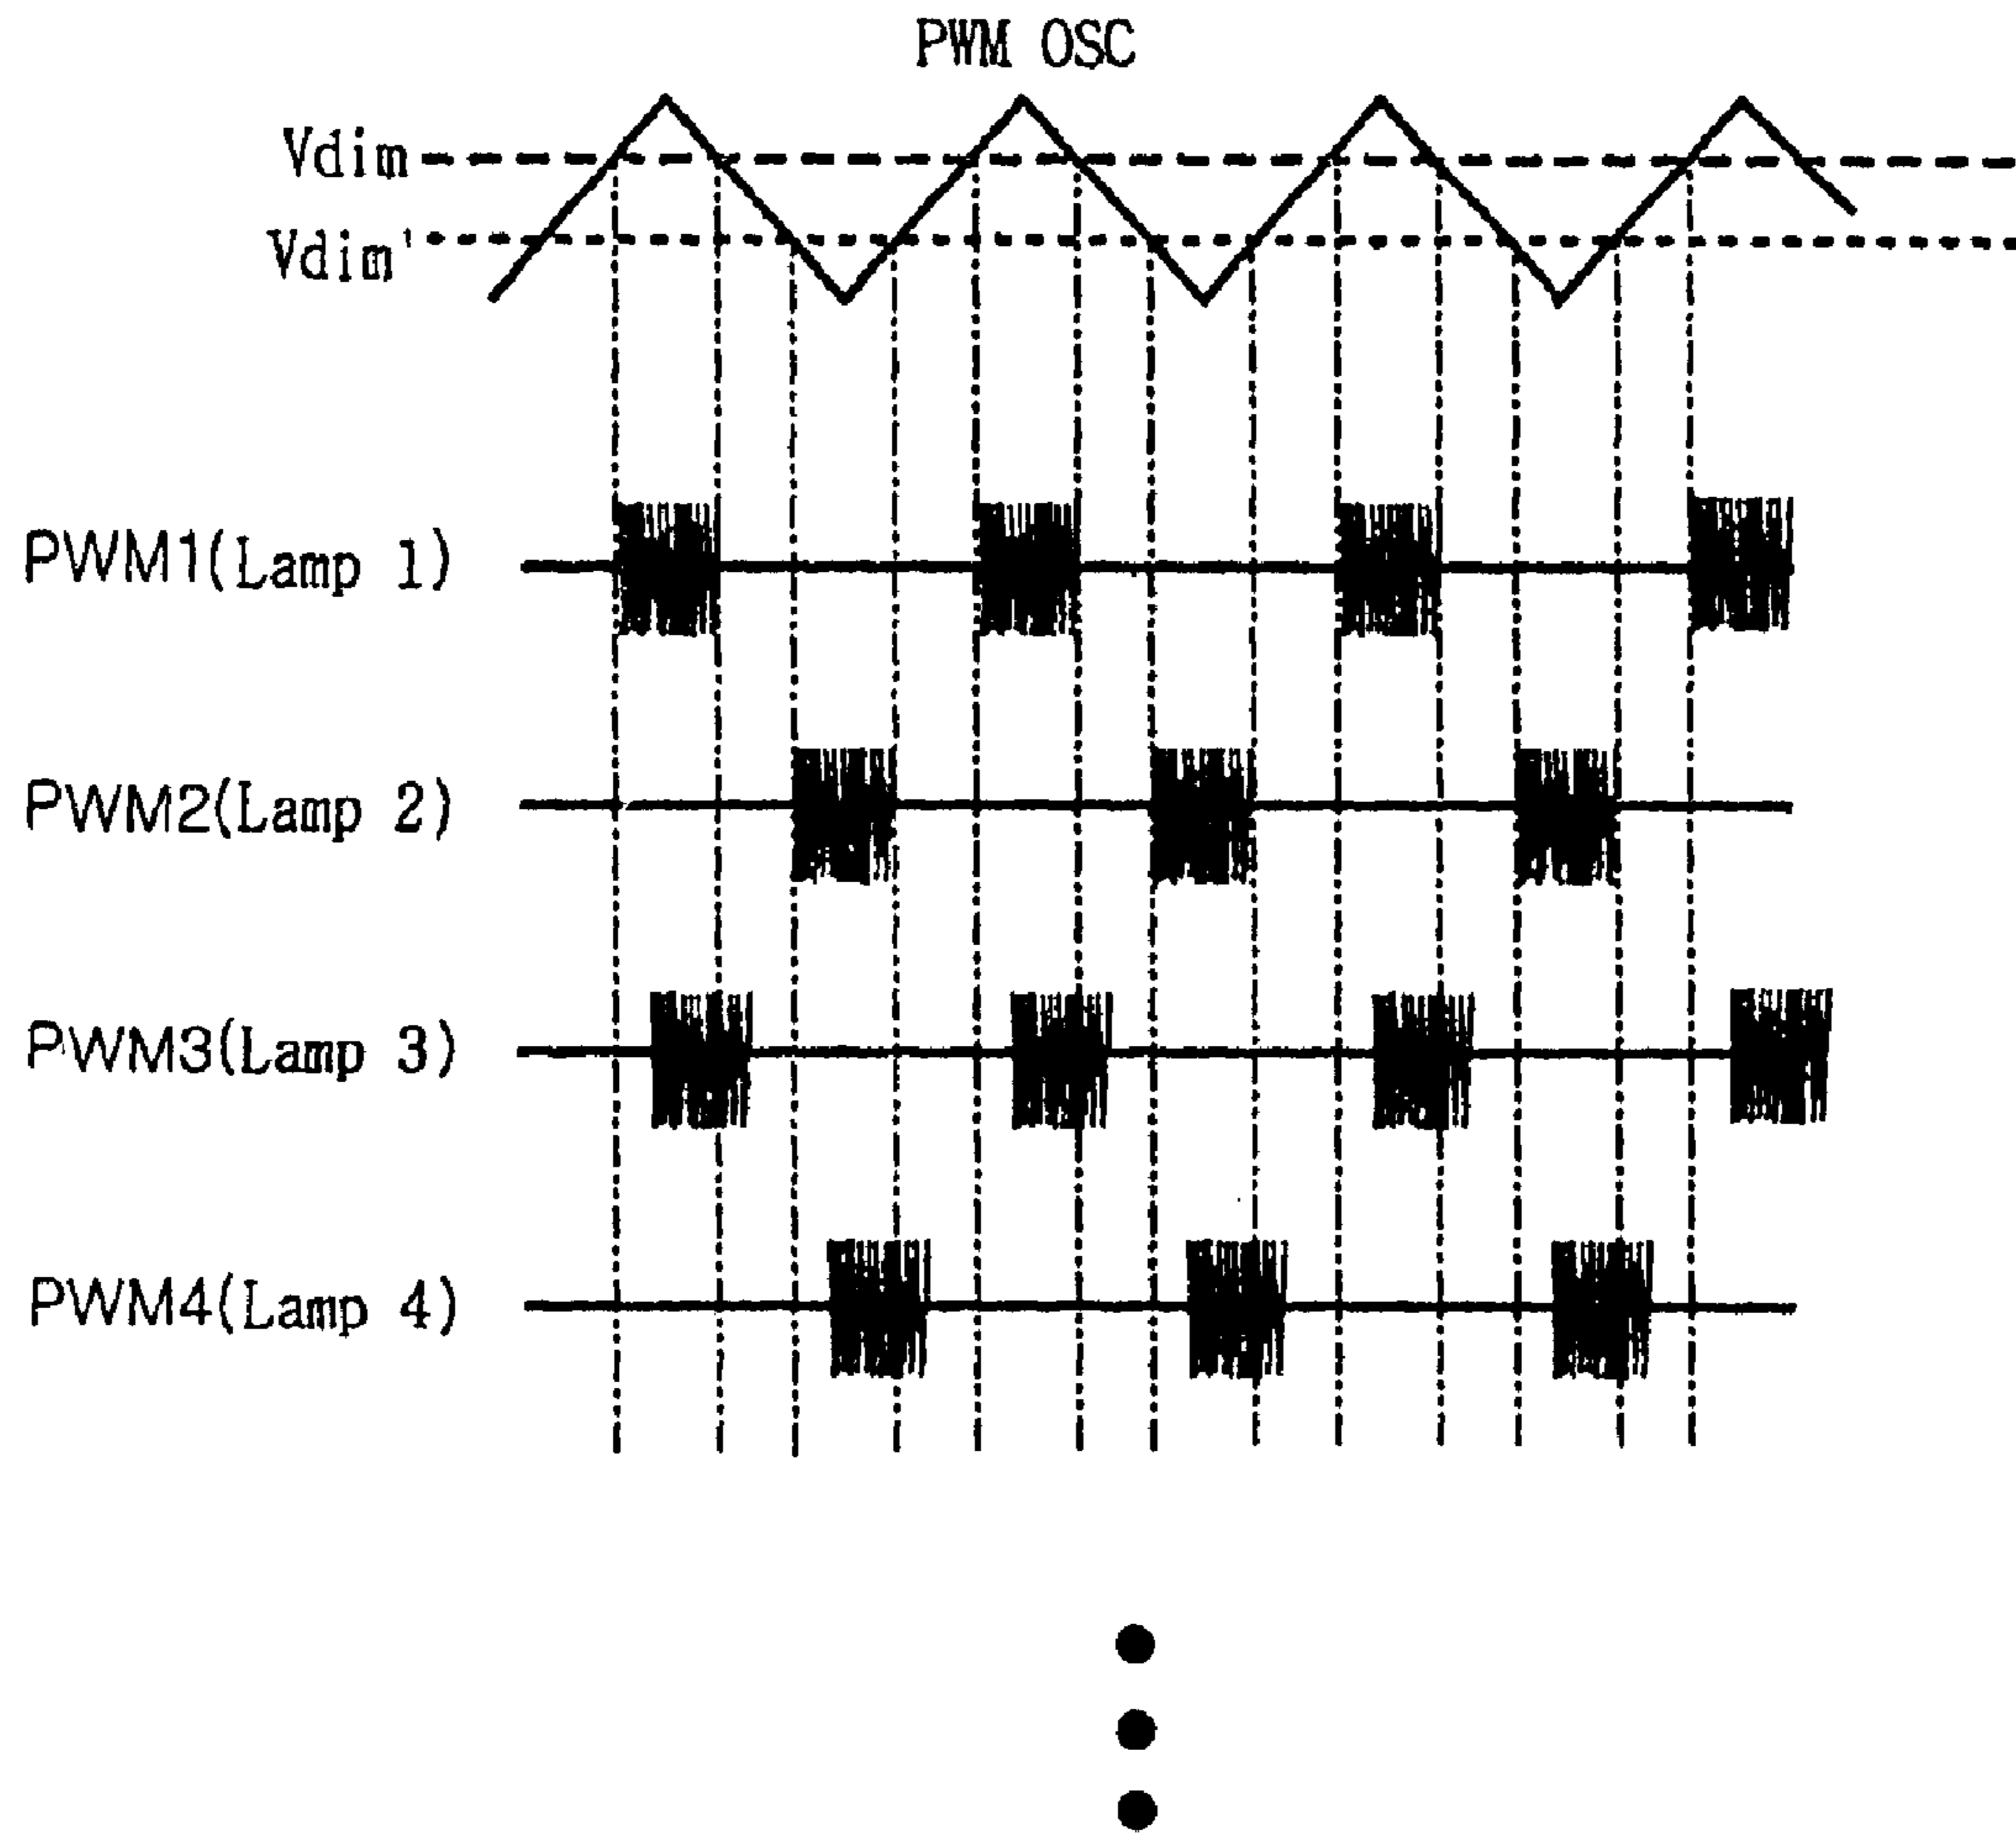 PWM OSC
Vdim
Vdim'
PWM1(Lamp 1)
PWM2(Lamp 2)
PWM3(Lamp 3)
PWM4(Lamp 4)